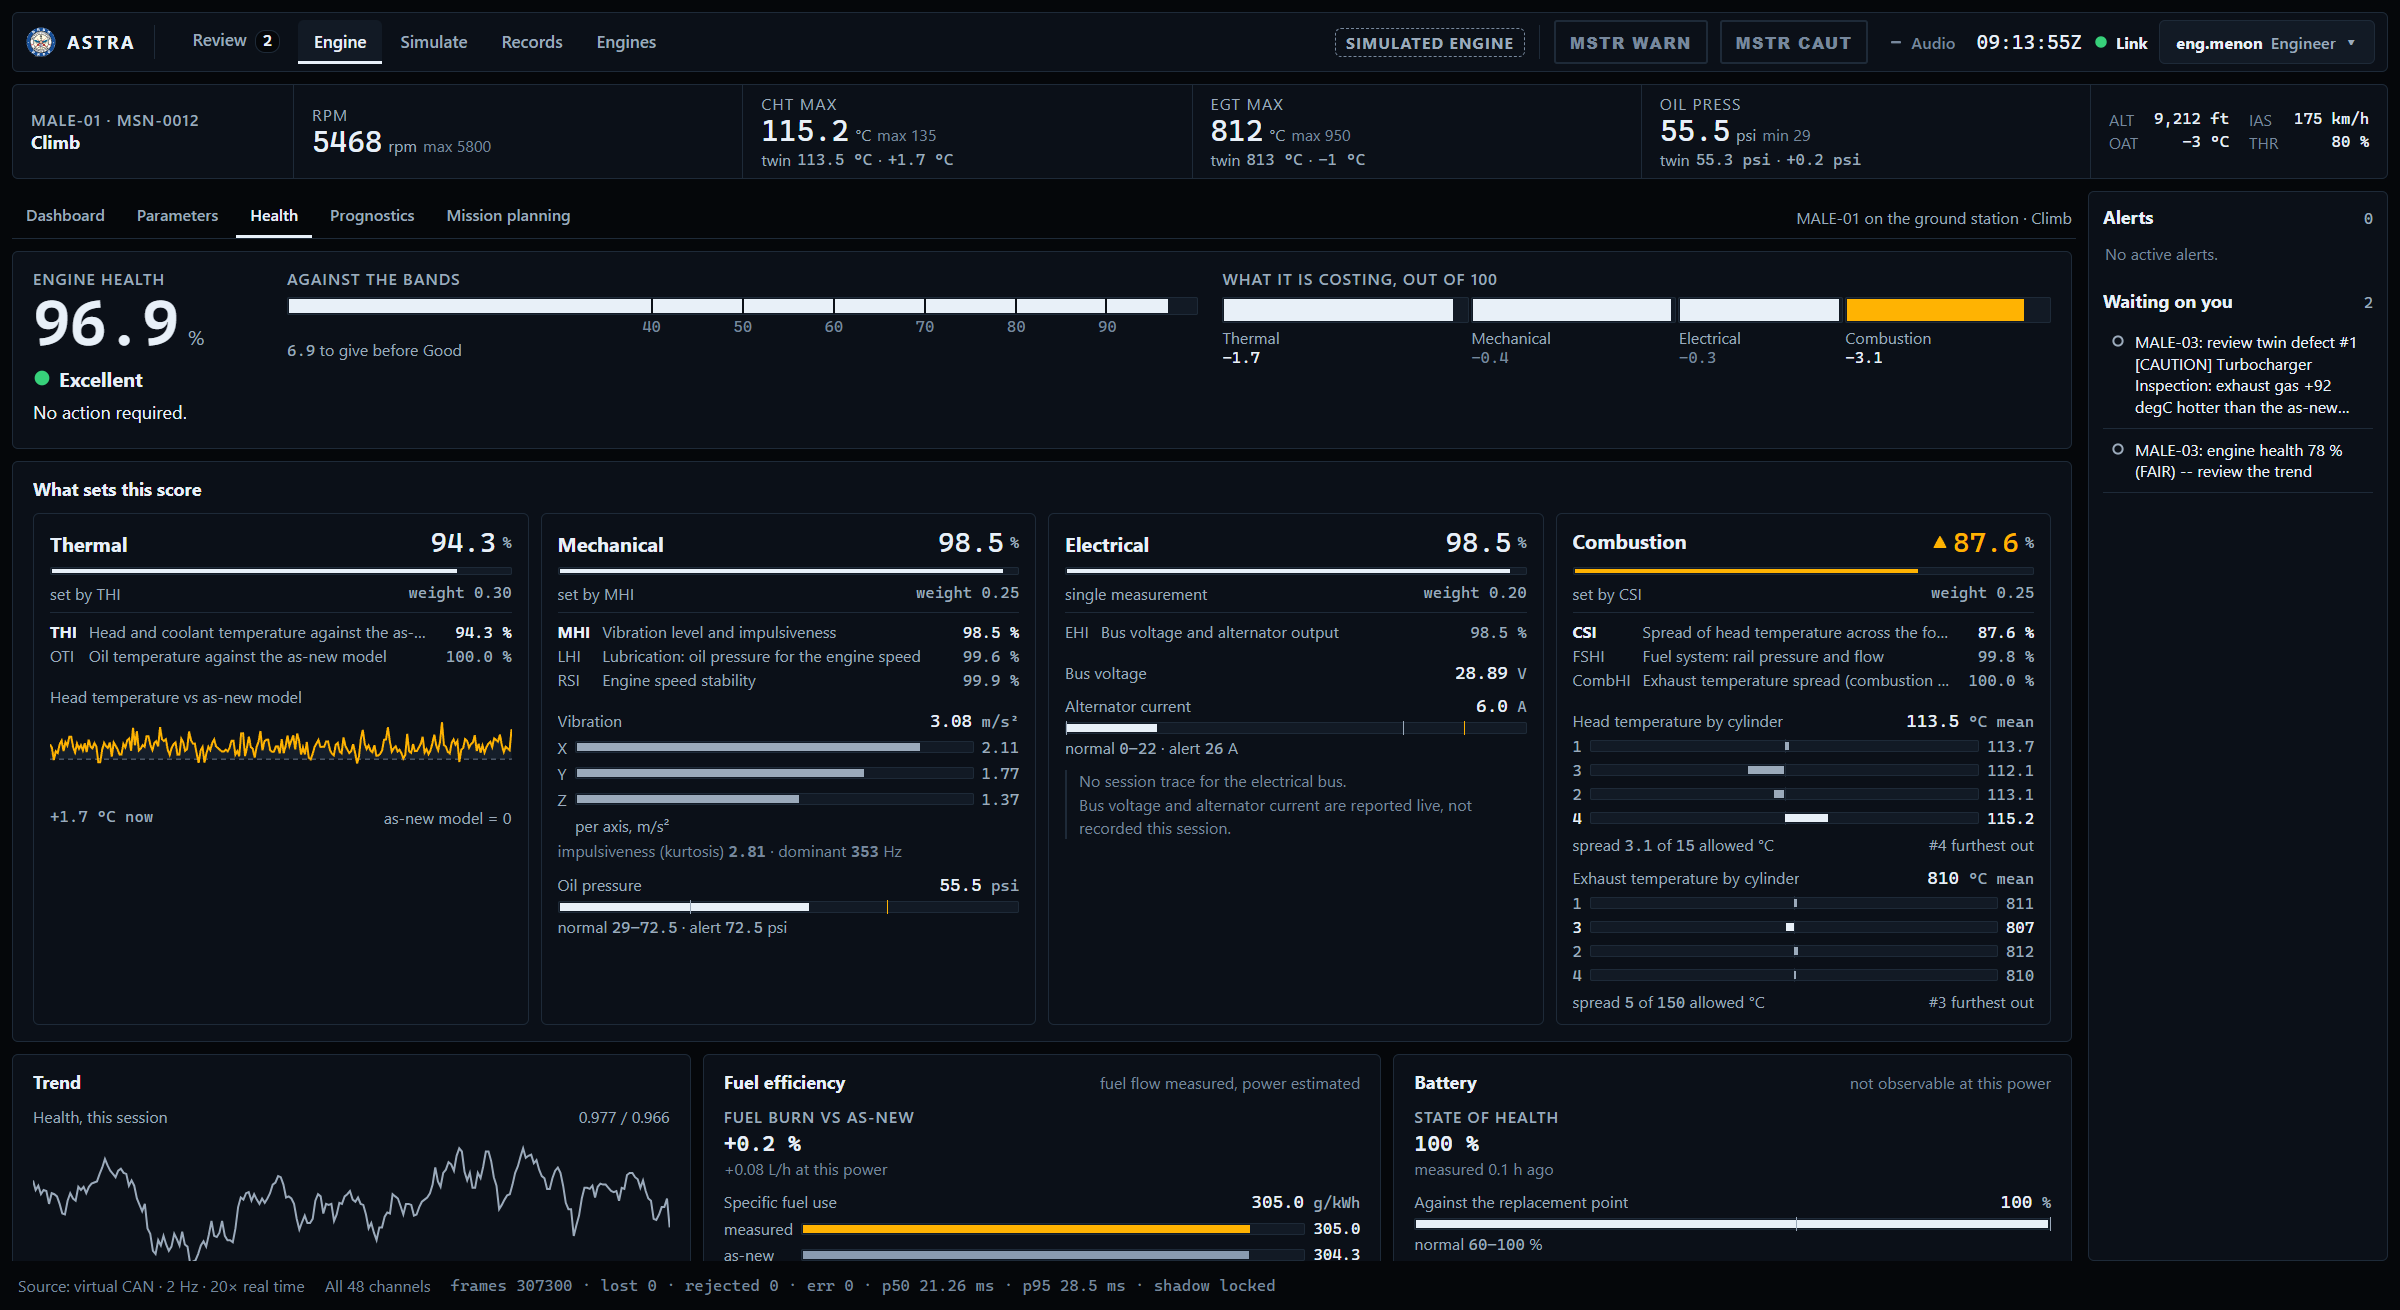 ASTRA
Review 2
Engine
Simulate
Records
Engines
SIMULATED ENGINE
MSTR WARN
MSTR CAUT
– Audio
09:13:55Z
Link
eng.menon Engineer
MALE-01 · MSN-0012
Climb
RPM
5468 rpm max 5800
CHT MAX
115.2 °C max 135
twin 113.5 °C · +1.7 °C
EGT MAX
812 °C max 950
twin 813 °C · −1 °C
OIL PRESS
55.5 psi min 29
twin 55.3 psi · +0.2 psi
ALT 9,212 ft IAS 175 km/h
OAT −3 °C THR 80 %
Dashboard
Parameters
Health
Prognostics
Mission planning
MALE-01 on the ground station · Climb
ENGINE HEALTH
96.9 %
Excellent
No action required.
AGAINST THE BANDS
40 50 60 70 80 90
6.9 to give before Good
WHAT IT IS COSTING, OUT OF 100
Thermal
−1.7
Mechanical
−0.4
Electrical
−0.3
Combustion
−3.1
What sets this score
Thermal 94.3 %
set by THI weight 0.30
THI Head and coolant temperature against the as-... 94.3 %
OTI Oil temperature against the as-new model 100.0 %
Head temperature vs as-new model
+1.7 °C now as-new model = 0
Mechanical 98.5 %
set by MHI weight 0.25
MHI Vibration level and impulsiveness 98.5 %
LHI Lubrication: oil pressure for the engine speed 99.6 %
RSI Engine speed stability 99.9 %
Vibration 3.08 m/s²
X 2.11
Y 1.77
Z 1.37
per axis, m/s²
impulsiveness (kurtosis) 2.81 · dominant 353 Hz
Oil pressure 55.5 psi
normal 29–72.5 · alert 72.5 psi
Electrical 98.5 %
single measurement weight 0.20
EHI Bus voltage and alternator output 98.5 %
Bus voltage 28.89 V
Alternator current 6.0 A
normal 0–22 · alert 26 A
No session trace for the electrical bus.
Bus voltage and alternator current are reported live, not
recorded this session.
Combustion 87.6 %
set by CSI weight 0.25
CSI Spread of head temperature across the fo... 87.6 %
FSHI Fuel system: rail pressure and flow 99.8 %
CombHI Exhaust temperature spread (combustion ... 100.0 %
Head temperature by cylinder 113.5 °C mean
1 113.7
3 112.1
2 113.1
4 115.2
spread 3.1 of 15 allowed °C #4 furthest out
Exhaust temperature by cylinder 810 °C mean
1 811
3 807
2 812
4 810
spread 5 of 150 allowed °C #3 furthest out
Trend
Health, this session 0.977 / 0.966
Fuel efficiency fuel flow measured, power estimated
FUEL BURN VS AS-NEW
+0.2 %
+0.08 L/h at this power
Specific fuel use 305.0 g/kWh
measured 305.0
as-new 304.3
Battery not observable at this power
STATE OF HEALTH
100 %
measured 0.1 h ago
Against the replacement point 100 %
normal 60–100 %
Alerts 0
No active alerts.
Waiting on you 2
MALE-03: review twin defect #1
[CAUTION] Turbocharger
Inspection: exhaust gas +92
degC hotter than the as-new...
MALE-03: engine health 78 %
(FAIR) -- review the trend
Source: virtual CAN · 2 Hz · 20× real time All 48 channels frames 307300 · lost 0 · rejected 0 · err 0 · p50 21.26 ms · p95 28.5 ms · shadow locked